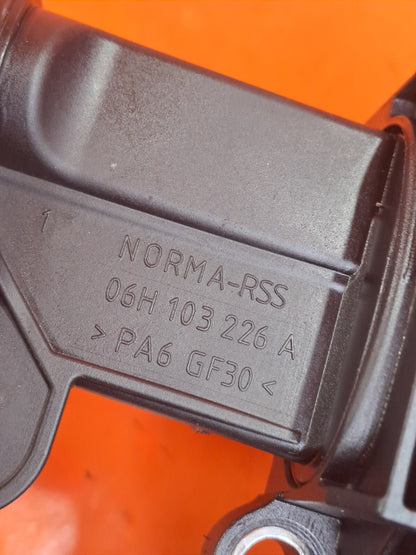 1
NORMA-RSS
06H 103 226 A
> PA6 GF30 <